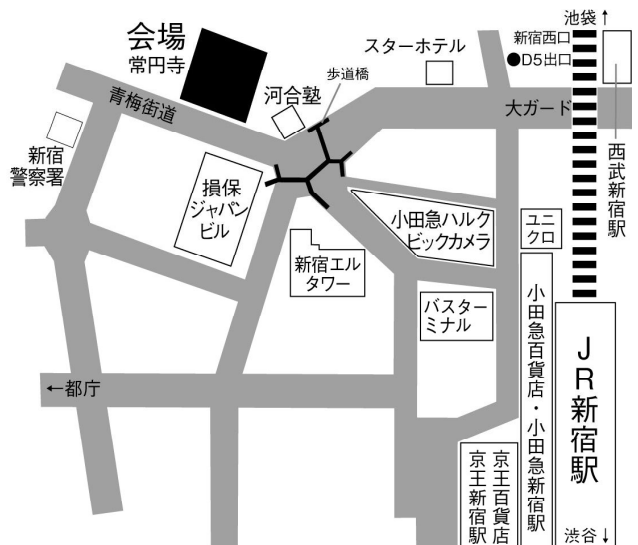 池袋↑
新宿西口
●D5出口
会場
常円寺
スターホテル
歩道橋
河合塾
青梅街道
大ガード
西武新宿駅
新宿
警察署
損保
ジャパン
ビル
小田急ハルク
ビックカメラ
ユニ
クロ
新宿エル
タワー
バスター
ミナル
小田急百貨店・小田急新宿駅
JR新宿駅
←都庁
京王百貨店
京王新宿駅
渋谷↓